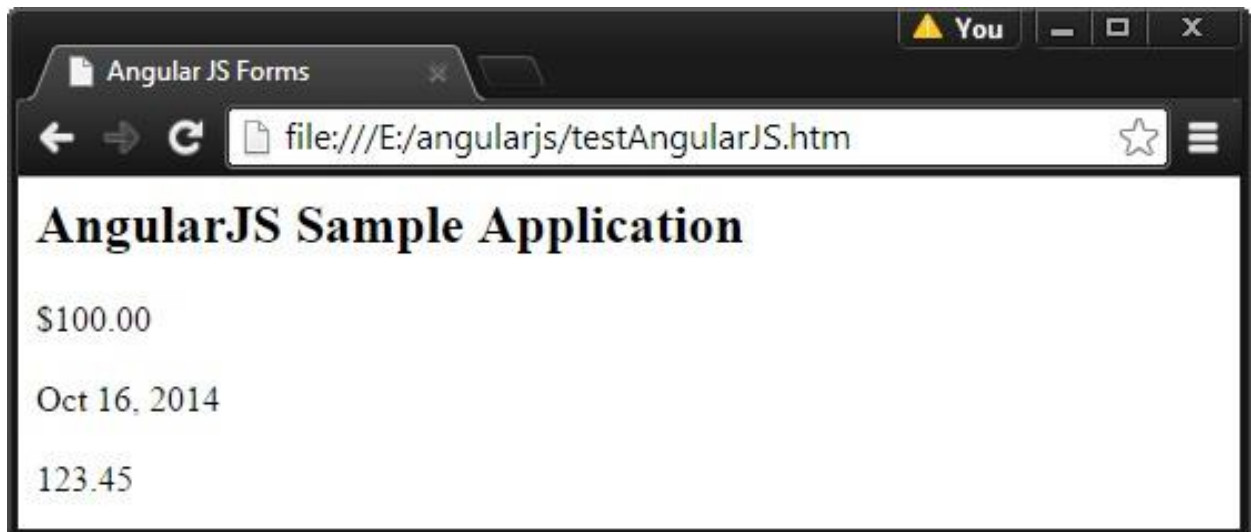 You
Angular JS Forms
file:///E:/angularjs/testAngularJS.htm
AngularJS Sample Application
$100.00
Oct 16, 2014
123.45